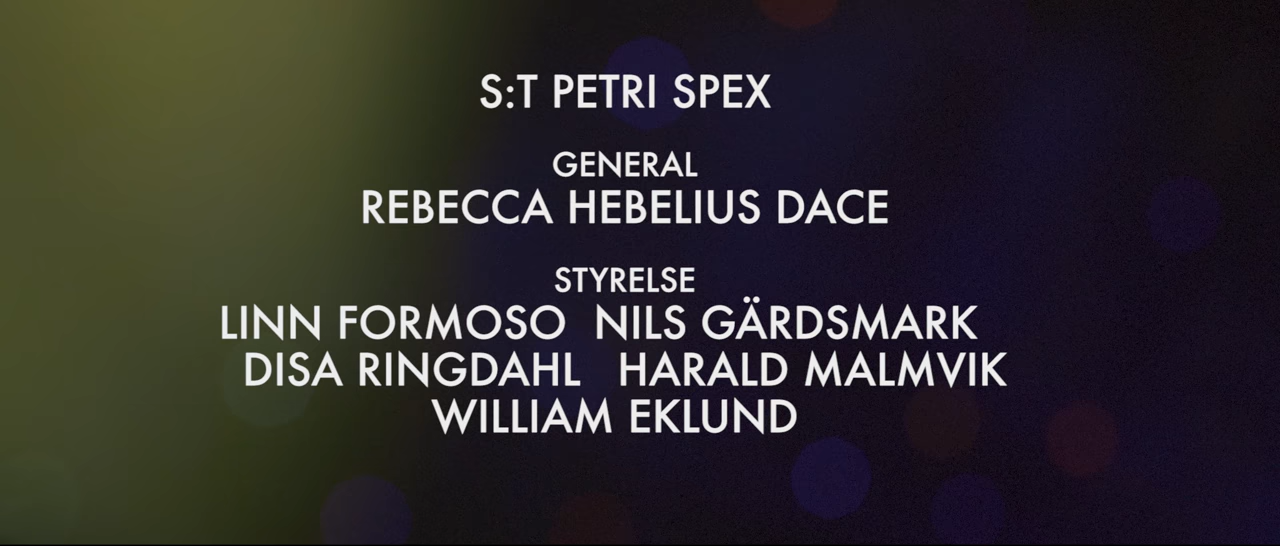 S:T PETRI SPEX
GENERAL
REBECCA HEBELIUS DACE
STYRELSE
LINN FORMOSO NILS GÄRDSMARK
DISA RINGDAHL HARALD MALMVIK
WILLIAM EKLUND